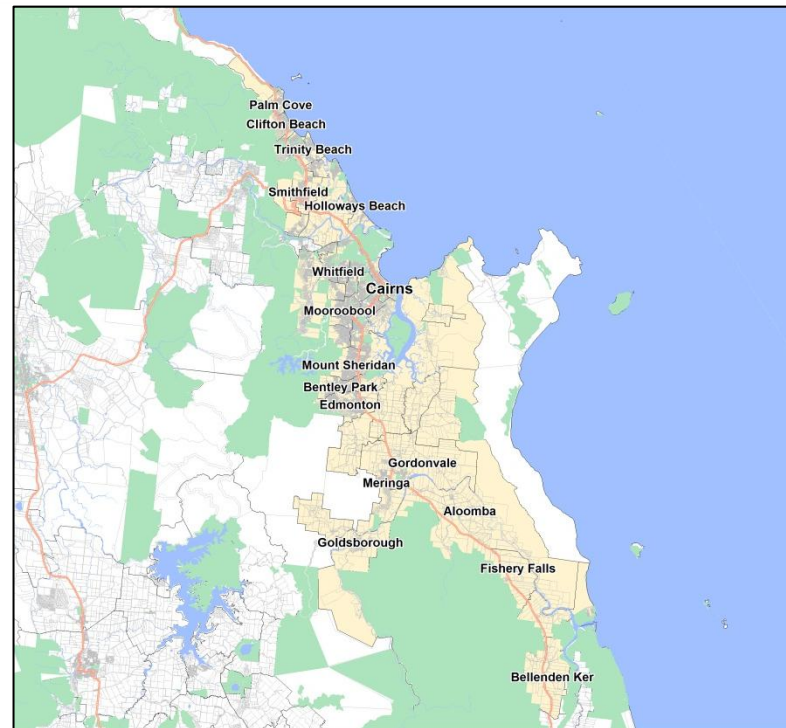 Palm Cove
Clifton Beach
Trinity Beach
Smithfield
Holloways Beach
Whitfield
Cairns
Mooroobool
Mount Sheridan
Bentley Park
Edmonton
Gordonvale
Meringa
Aloomba
Goldsborough
Fishery Falls
Bellenden Ker